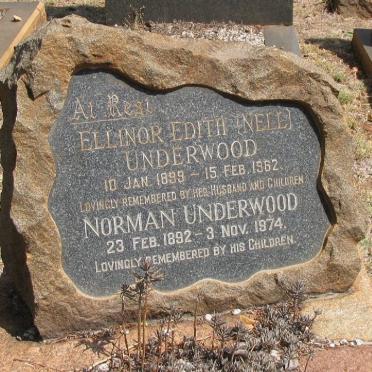 At Rest
ELLINOR EDITH (NELL)
UNDERWOOD
10 JAN. 1899 - 15 FEB. 1962.
LOVINGLY REMEMBERED BY HER HUSBAND AND CHILDREN
NORMAN UNDERWOOD
23 FEB. 1892 - 3 NOV. 1974.
LOVINGLY REMEMBERED BY HIS CHILDREN.